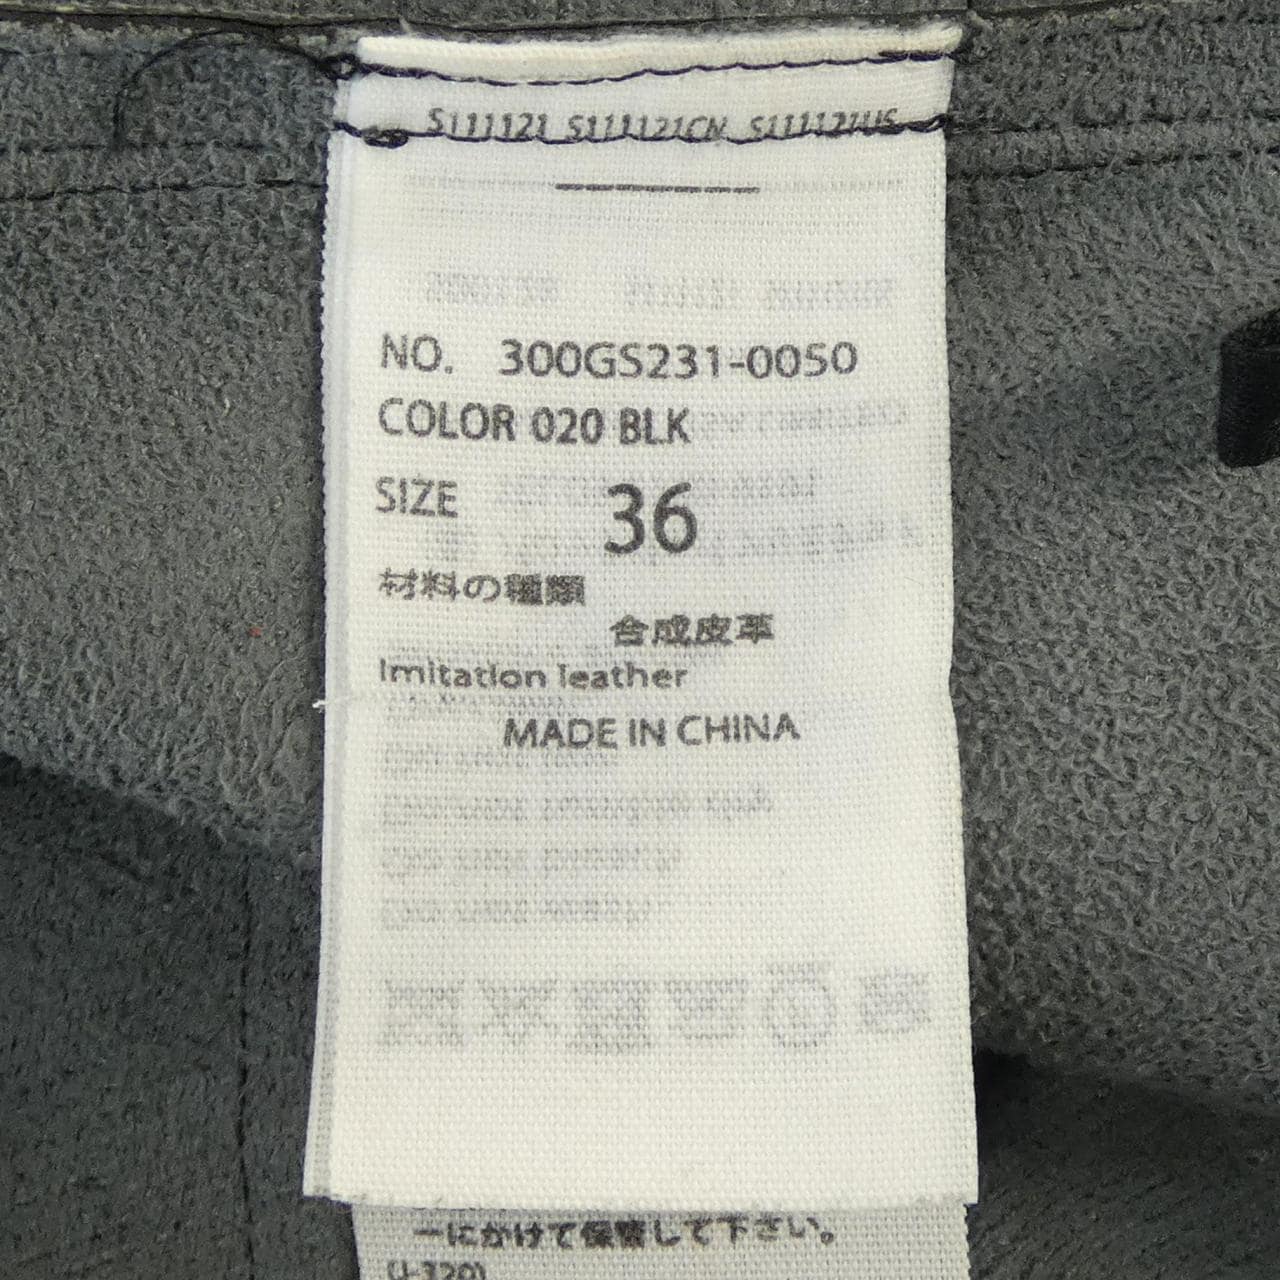 S111121 S111121CN S111121US
NO. 300GS231-0050
COLOR 020 BLK
SIZE 36
材料の種類
合成皮革
Imitation leather
MADE IN CHINA
ーにかけて保管して下さい。
(J-320)